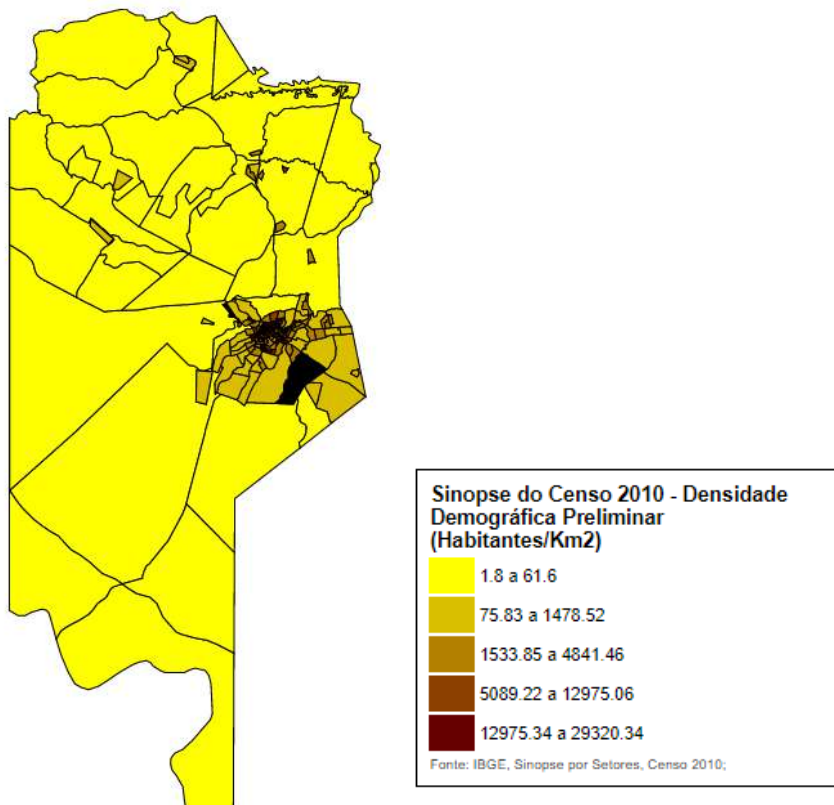 Sinopse do Censo 2010 - Densidade
Demográfica Preliminar
(Habitantes/Km2)
1.8 a 61.6
75.83 a 1478.52
1533.85 a 4841.46
5089.22 a 12975.06
12975.34 a 29320.34
Fonte: IBGE, Sinopse por Setores, Censo 2010;